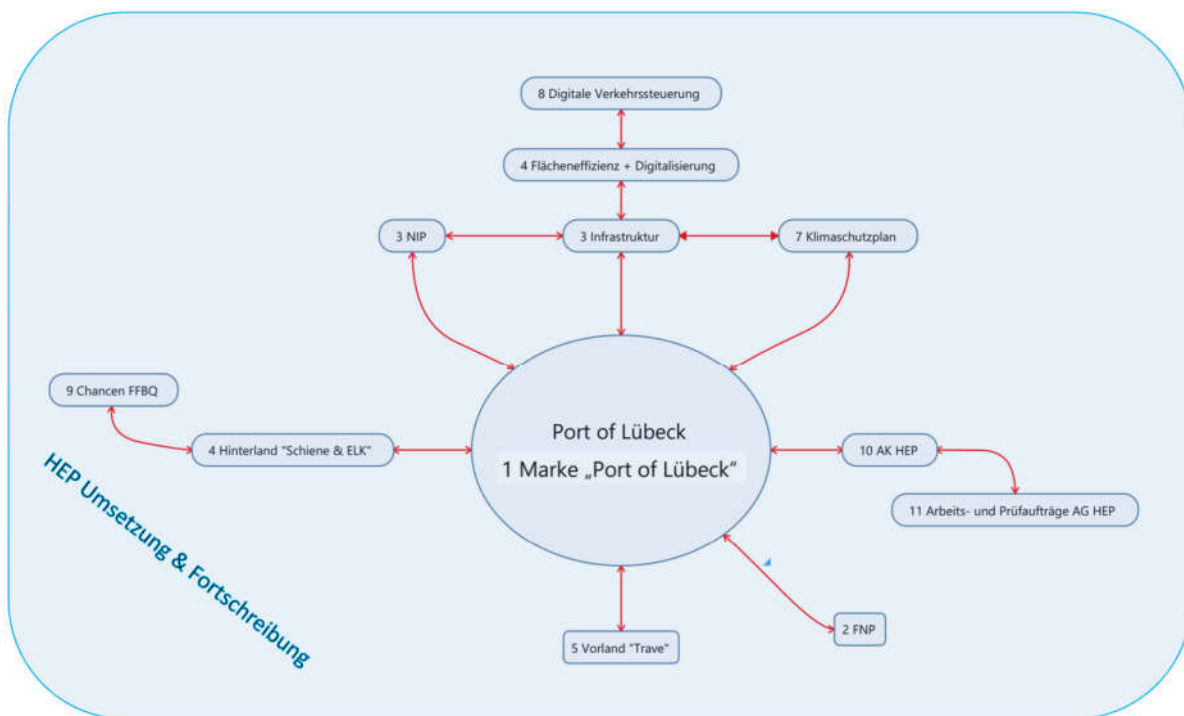 8 Digitale Verkehrssteuerung
4 Flächeneffizienz + Digitalisierung
3 NIP
3 Infrastruktur
7 Klimaschutzplan
9 Chancen FFBQ
4 Hinterland "Schiene & ELK"
Port of Lübeck
1 Marke „Port of Lübeck“
10 AK HEP
11 Arbeits- und Prüfaufträge AG HEP
HEP Umsetzung & Fortschreibung
2 FNP
5 Vorland "Trave"